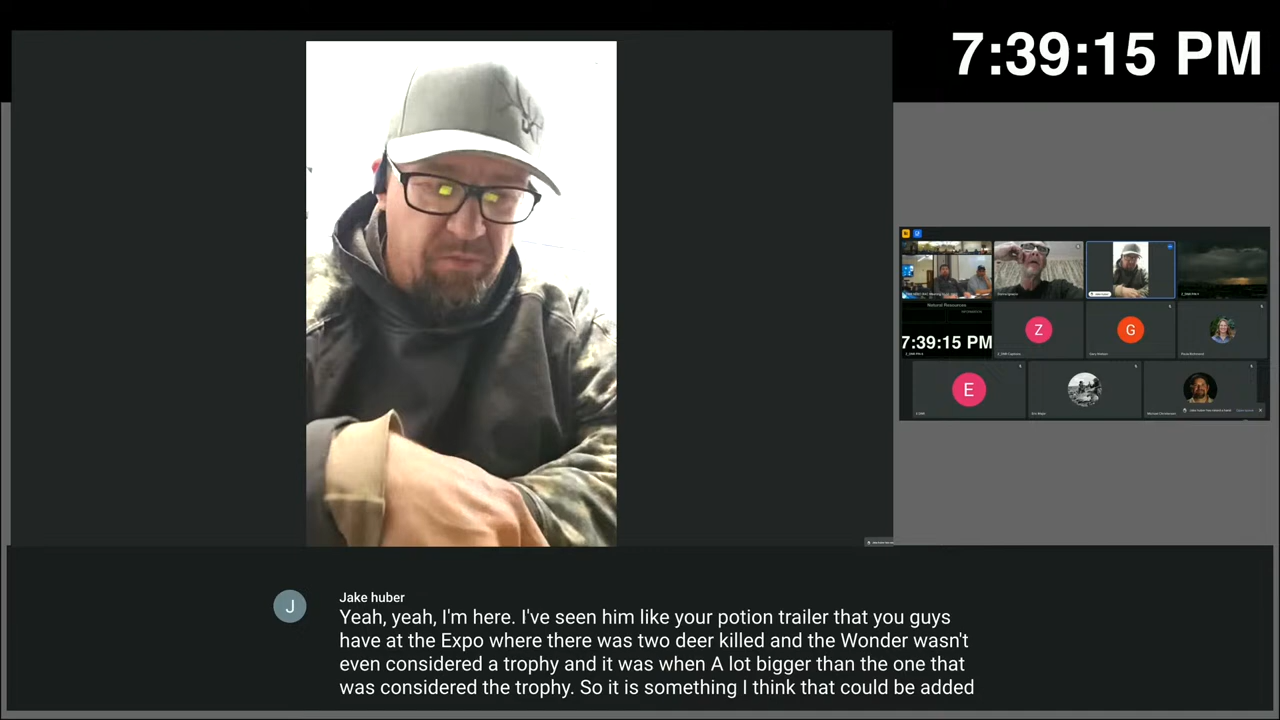 7:39:15 PM
Natural Resources
7:39:15 PM
Z
G
E
J
Jake huber
Yeah, yeah, I'm here. I've seen him like your potion trailer that you guys
have at the Expo where there was two deer killed and the Wonder wasn't
even considered a trophy and it was when A lot bigger than the one that
was considered the trophy. So it is something I think that could be added